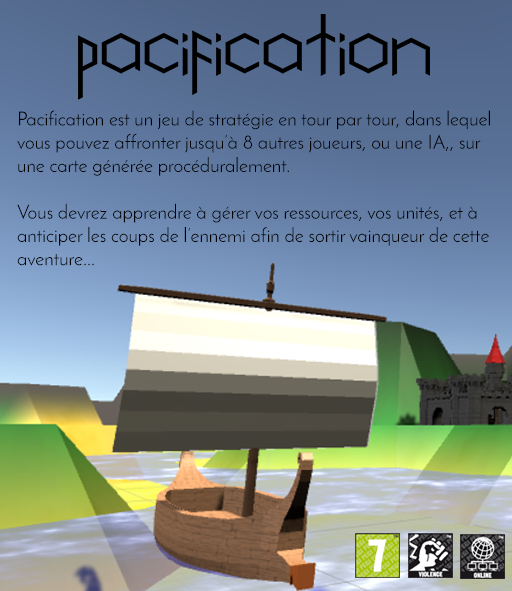 pacification
Pacification est un jeu de stratégie en tour par tour, dans lequel
vous pouvez affronter jusqu'à 8 autres joueurs, ou une IA,, sur
une carte générée procéduralement.
Vous devrez apprendre à gérer vos ressources, vos unités, et à
anticiper les coups de l'ennemi afin de sortir vainqueur de cette
aventure...
7
VIOLENCE
ONLINE